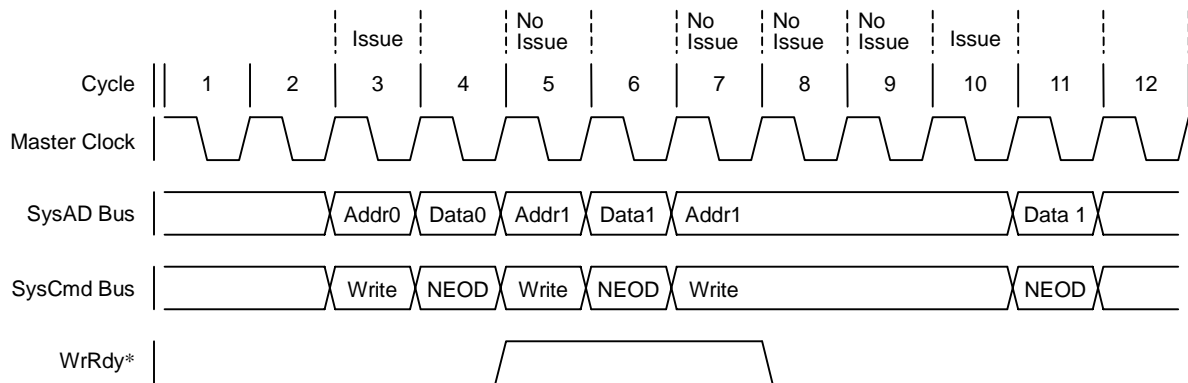 Issue No Issue No Issue No Issue No Issue Issue
Cycle 1 2 3 4 5 6 7 8 9 10 11 12
Master Clock
SysAD Bus Addr0 Data0 Addr1 Data1 Addr1 Data 1
SysCmd Bus Write NEOD Write NEOD Write NEOD
WrRdy*